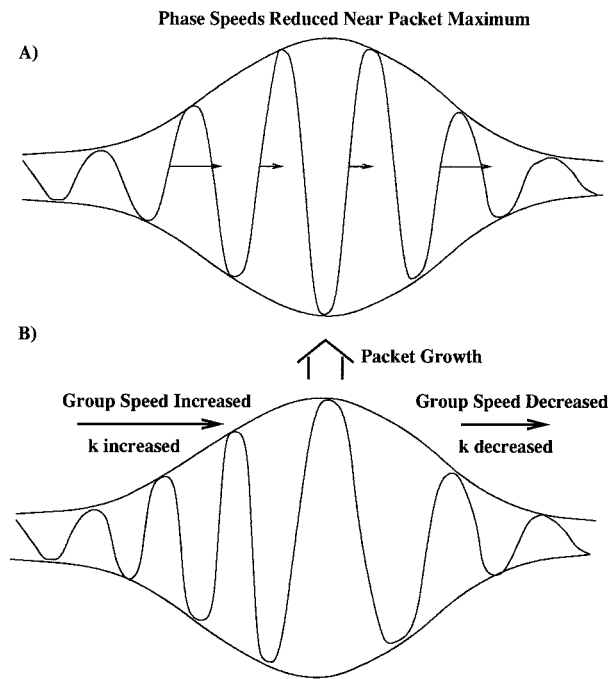 Phase Speeds Reduced Near Packet Maximum
A)
B)
Packet Growth
Group Speed Increased
k increased
Group Speed Decreased
k decreased